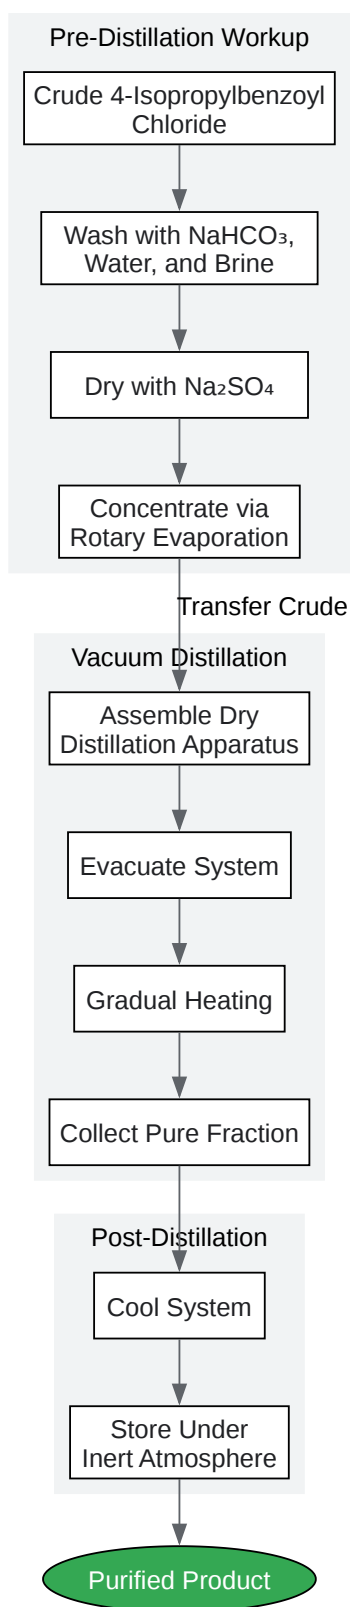 Pre-Distillation Workup
Crude 4-Isopropylbenzoyl
Chloride
Wash with NaHCO₃,
Water, and Brine
Dry with Na₂SO₄
Concentrate via
Rotary Evaporation
Transfer Crude
Vacuum Distillation
Assemble Dry
Distillation Apparatus
Evacuate System
Gradual Heating
Collect Pure Fraction
Post-Distillation
Cool System
Store Under
Inert Atmosphere
Purified Product